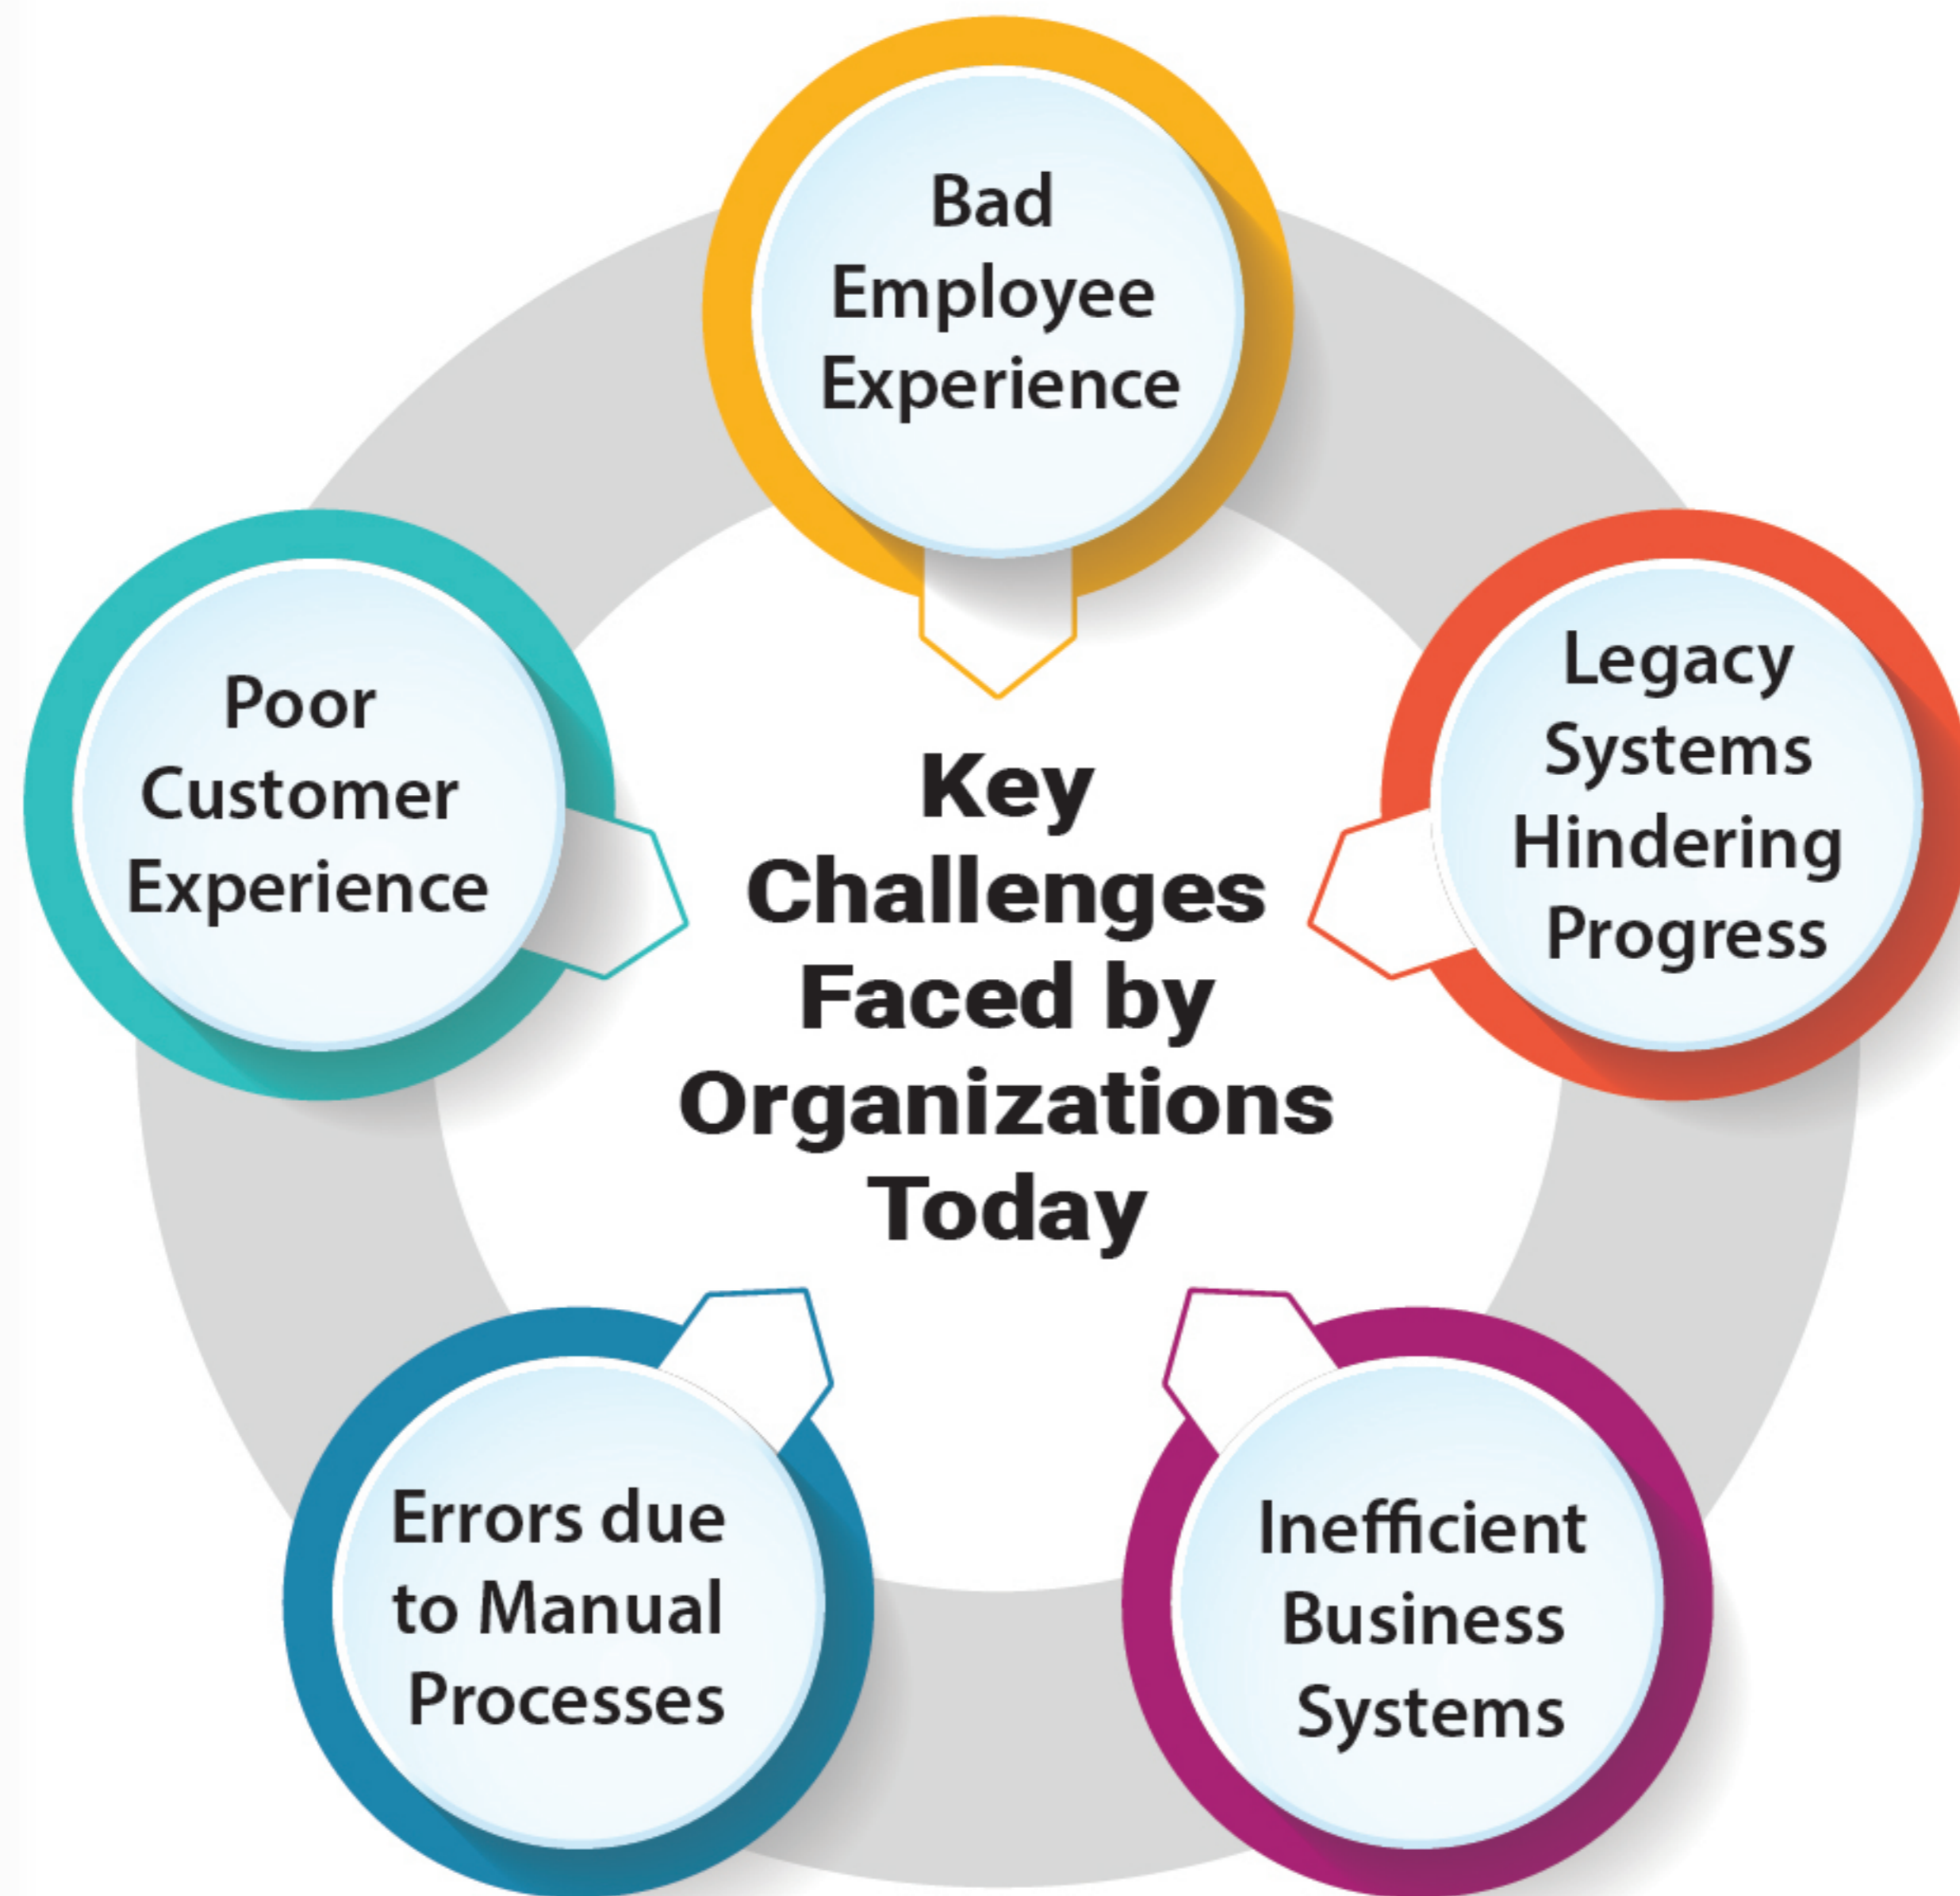 Bad
Employee
Experience
Legacy
Systems
Hindering
Progress
Poor
Customer
Experience
Key
Challenges
Faced by
Organizations
Today
Errors due
to Manual
Processes
Inefficient
Business
Systems